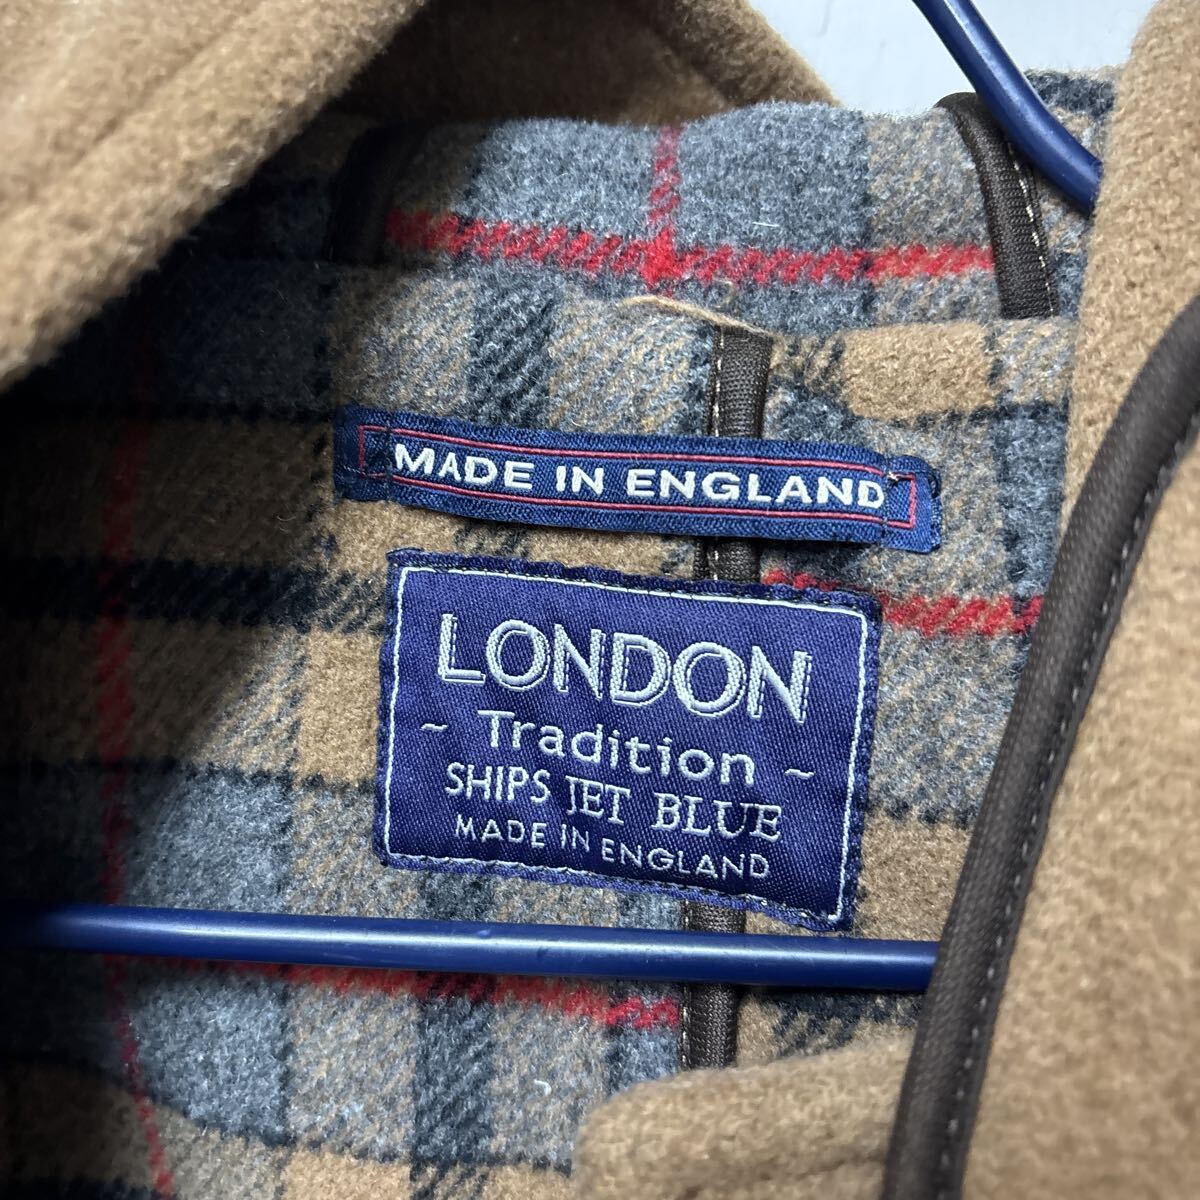 MADE IN ENGLAND
LONDON
~ Tradition ~
SHIPS JET BLUE
MADE IN ENGLAND